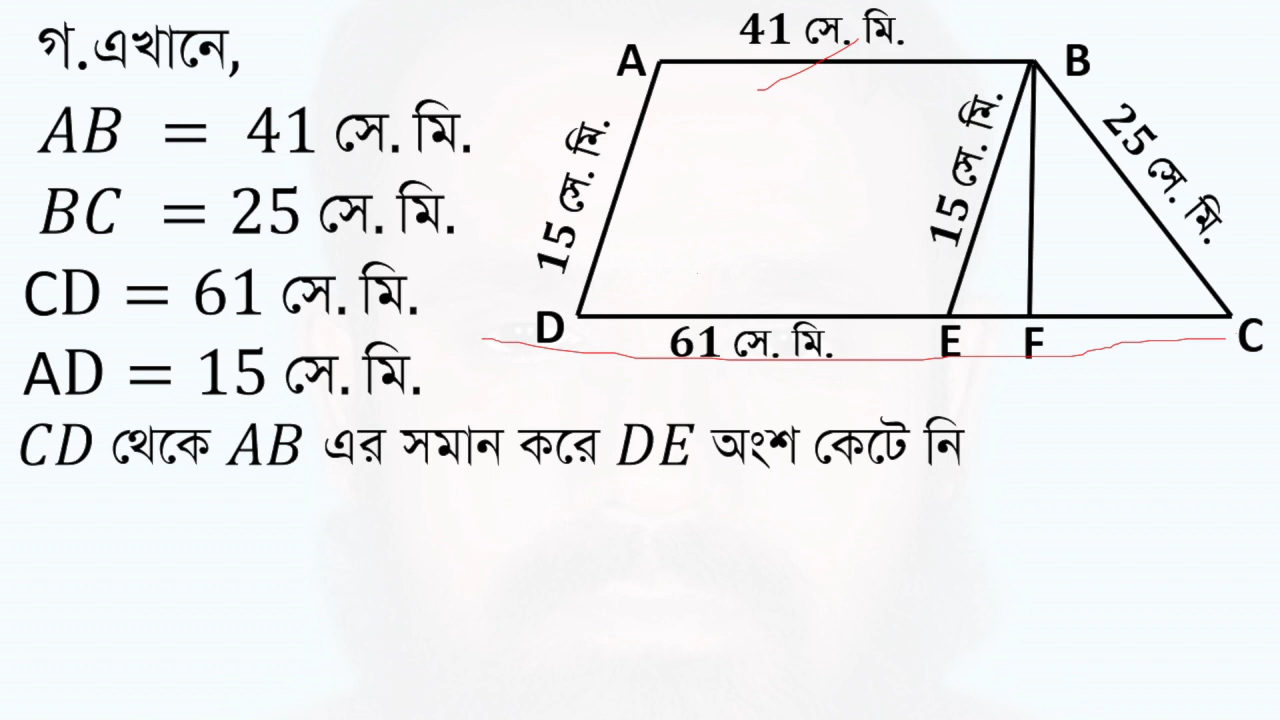 গ.এখানে,
AB = 41 সে. মি.
BC = 25 সে. মি.
CD = 61 সে. মি.
AD = 15 সে. মি.
CD থেকে AB এর সমান করে DE অংশ কেটে নি
41 সে. মি.
A
B
15 সে. মি.
15 সে. মি.
25 সে. মি.
D
61 সে. মি.
E
F
C